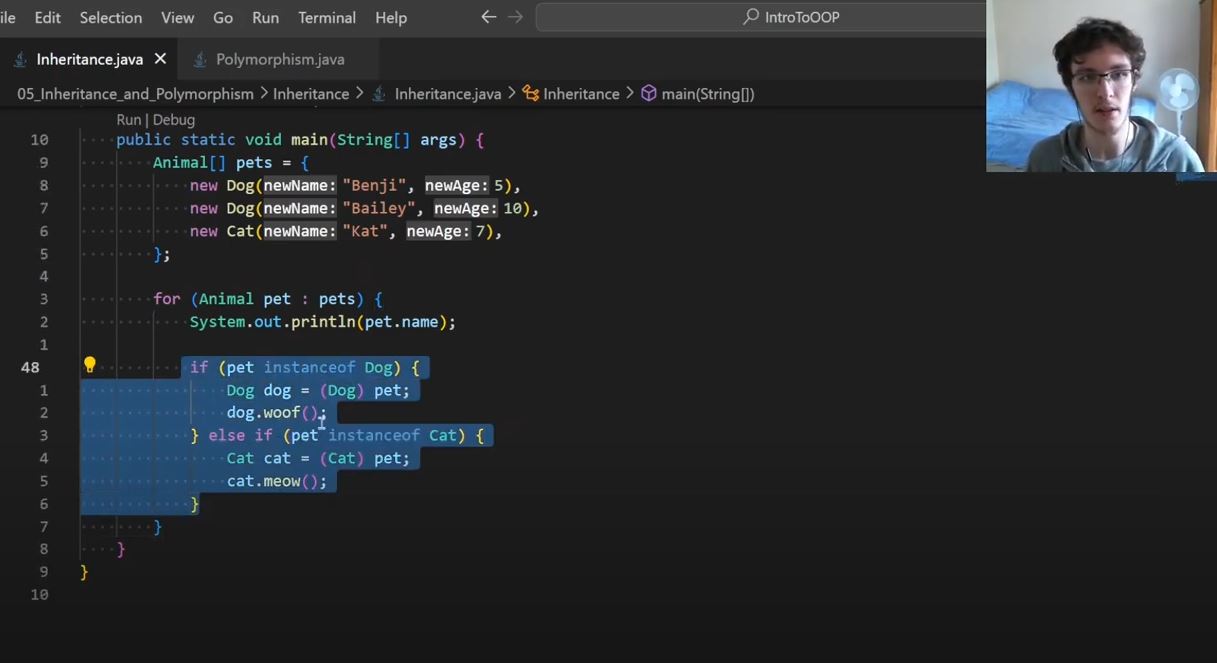 ile Edit Selection View Go Run Terminal Help IntroToOOP
Inheritance.java Polymorphism.java
05_Inheritance_and_Polymorphism > Inheritance > Inheritance.java > Inheritance > main(String[])
Run | Debug
10 public static void main(String[] args) {
9 Animal[] pets = {
8 new Dog(newName: "Benji", newAge: 5),
7 new Dog(newName: "Bailey", newAge: 10),
6 new Cat(newName: "Kat", newAge: 7),
5 };
4
3 for (Animal pet : pets) {
2 System.out.println(pet.name);
1
48 if (pet instanceof Dog) {
1 Dog dog = (Dog) pet;
2 dog.woof();
3 } else if (pet instanceof Cat) {
4 Cat cat = (Cat) pet;
5 cat.meow();
6 }
7 }
8 }
9 }
10